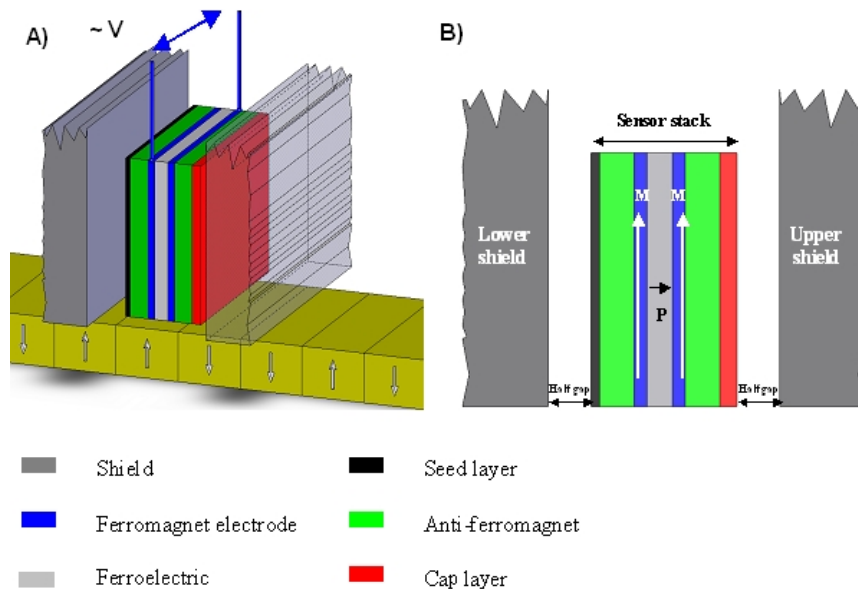 A)
~ V
B)
Sensor stack
M
M
Lower
shield
Upper
shield
P
Half gap
Half gap
Shield
Seed layer
Ferromagnet electrode
Anti-ferromagnet
Ferroelectric
Cap layer